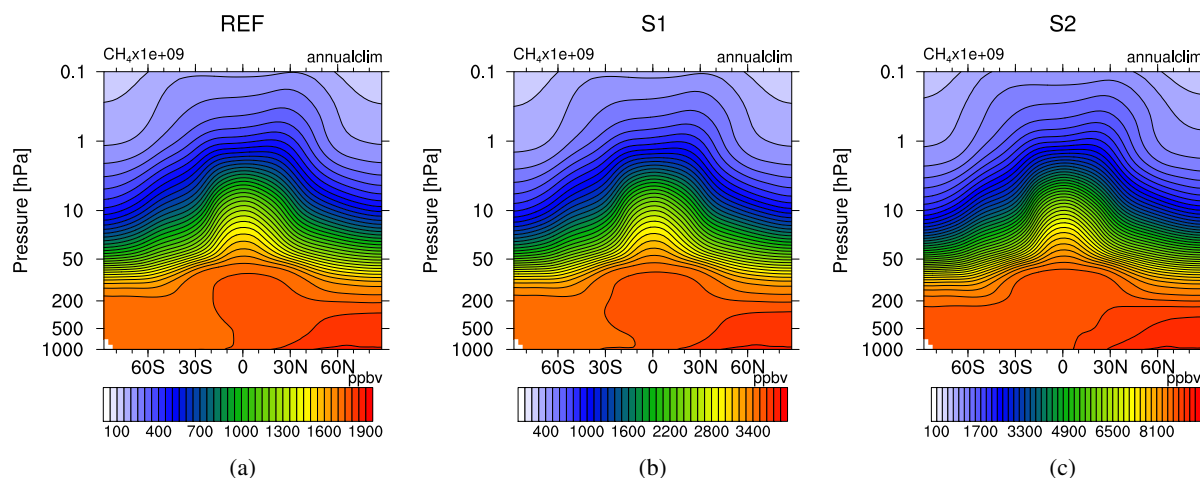 REF
CH₄x1e+09 annualclim
0.1
1
10
50
200
500
1000
Pressure [hPa]
60S 30S 0 30N 60N
ppbv
100 400 700 1000 1300 1600 1900
(a)
S1
CH₄x1e+09 annualclim
0.1
1
10
50
200
500
1000
Pressure [hPa]
60S 30S 0 30N 60N
ppbv
400 1000 1600 2200 2800 3400
(b)
S2
CH₄x1e+09 annualclim
0.1
1
10
50
200
500
1000
Pressure [hPa]
60S 30S 0 30N 60N
ppbv
100 1700 3300 4900 6500 8100
(c)